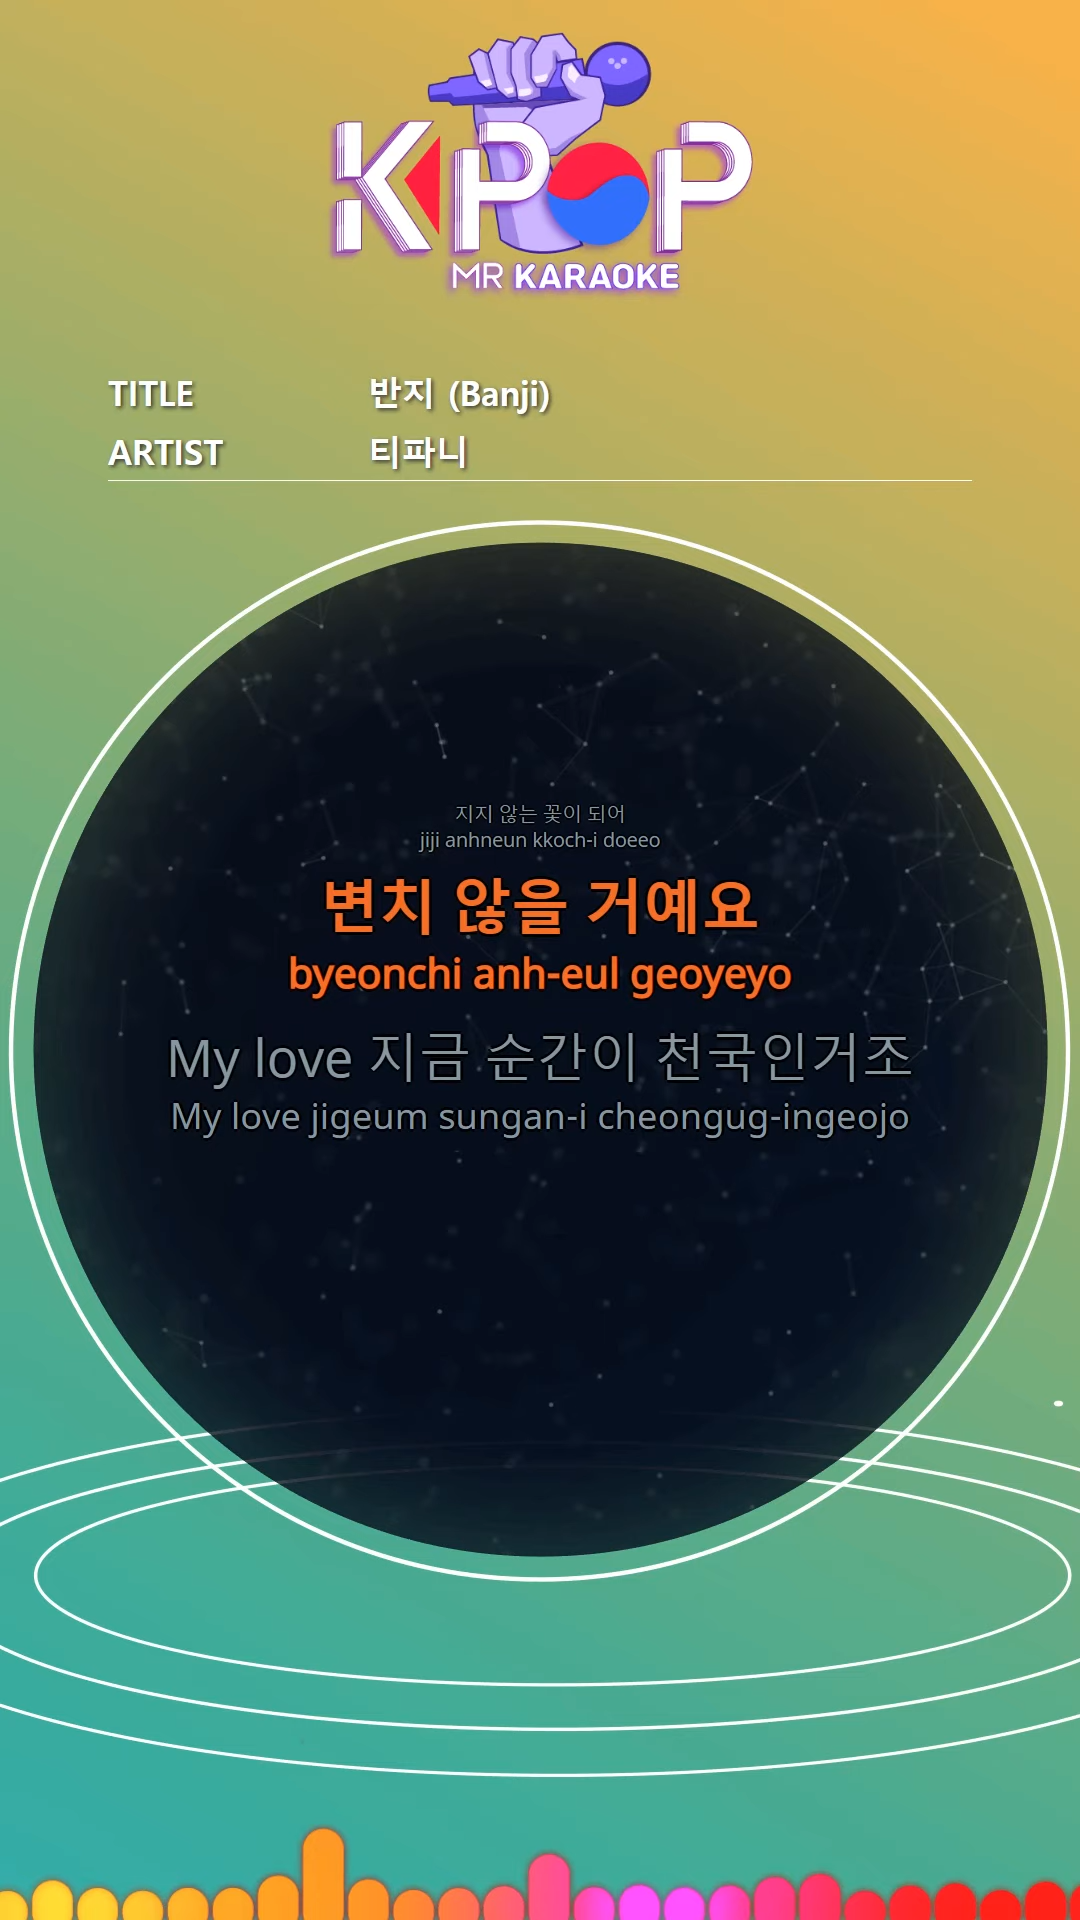 KPOP
MR KARAOKE
TITLE 반지 (Banji)
ARTIST 티파니
지지 않는 꽃이 되어
jiji anhneun kkoch-i doeeo
변치 않을 거예요
byeonchi anh-eul geoyeyo
My love 지금 순간이 천국인거조
My love jigeum sungan-i cheongug-ingeojo